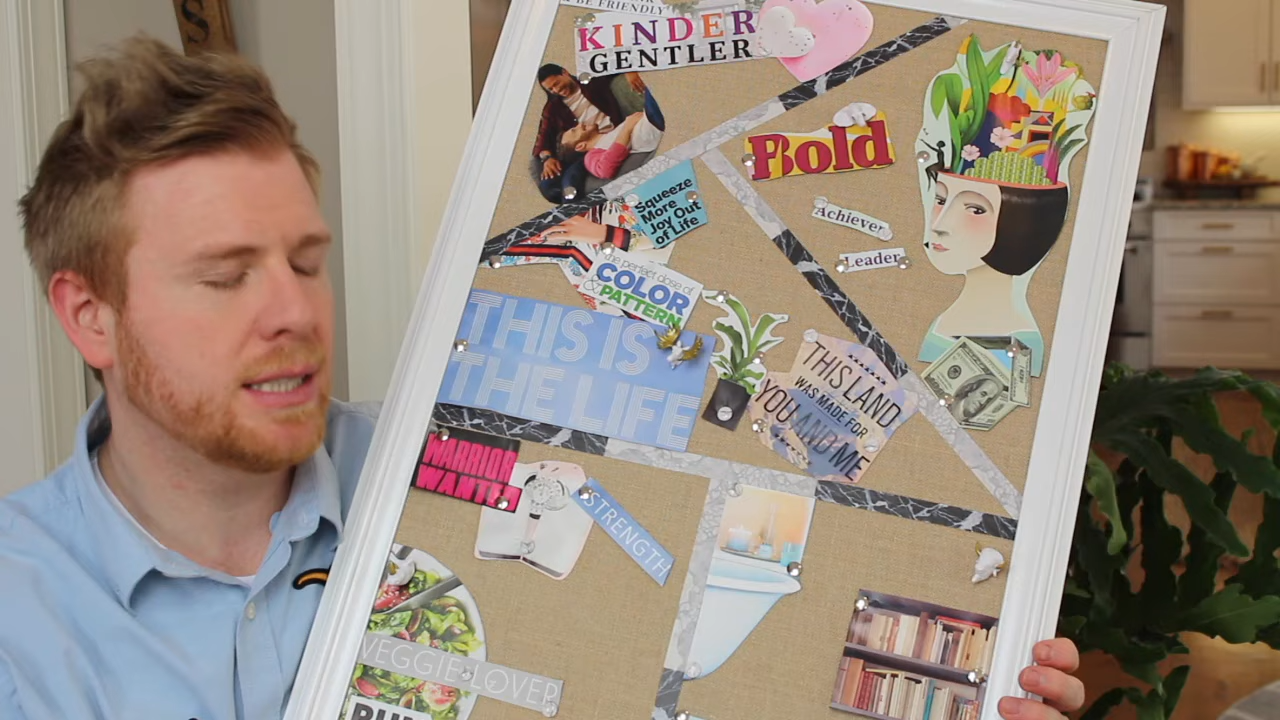 BE FRIENDLY"
KINDER
GENTLER
Bold
Squeeze
More
Joy Out
of Life
Achiever
Leader
the perfect dose of
COLOR
& PATTERN
THIS IS
THE LIFE
THIS LAND
WAS MADE FOR
YOU AND ME
WARRIOR
WANTED
STRENGTH
VEGGIE-LOVER
S